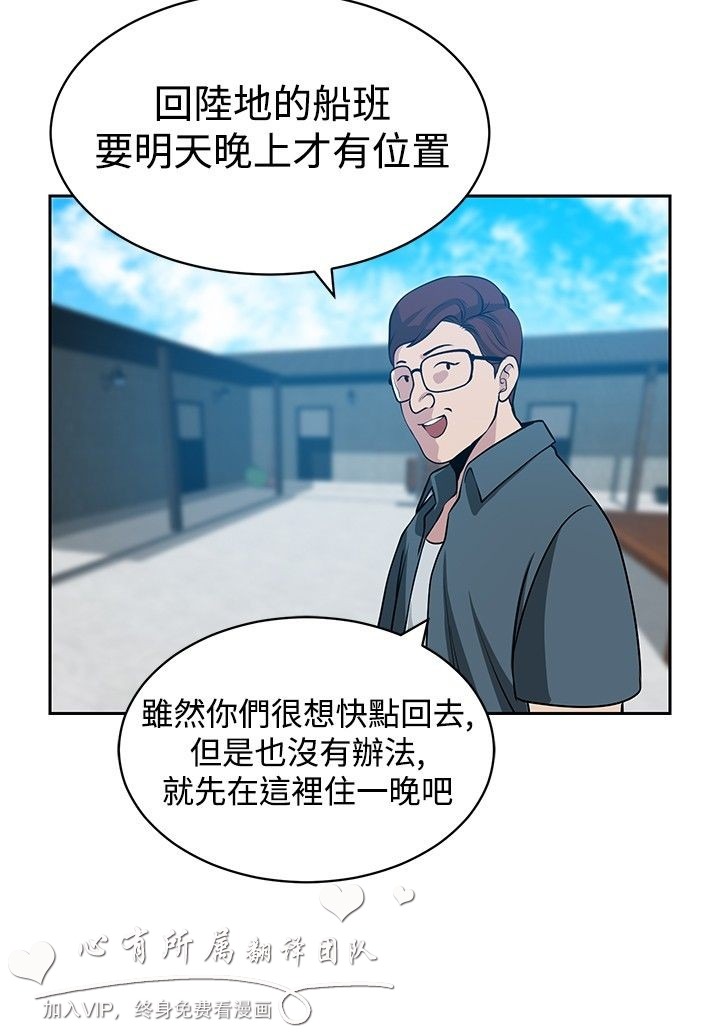 回陸地的船班
要明天晚上才有位置
雖然你們很想快點回去,
但是也沒有辦法,
就先在這裡住一晚吧
心有所属翻译团队
加入VIP，终身免费看漫画